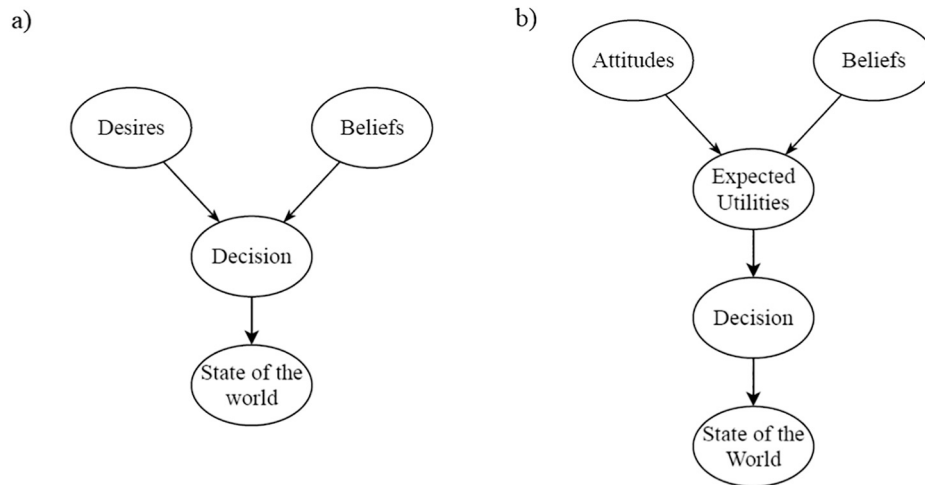 a)
Desires
Beliefs
Decision
State of the
world
b)
Attitudes
Beliefs
Expected
Utilities
Decision
State of the
World